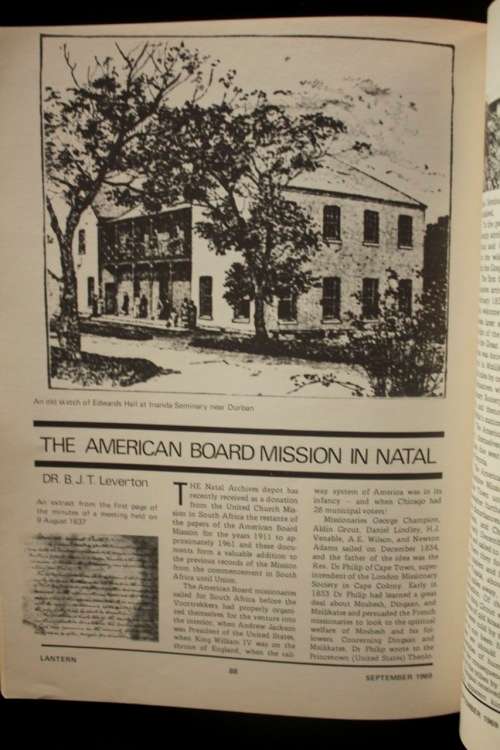 An old sketch of Edwards Hall at Inanda Seminary near Durban
THE AMERICAN BOARD MISSION IN NATAL
DR. B.J.T. Leverton
An extract from the first page of
the minutes of a meeting held on
9 August 1837
THE Natal Archives depot has
recently received as a donation
from the United Church Mis-
sion in South Africa the restante of
the papers of the American Board
Mission for the years 1911 to ap-
proximately 1961 and these docu-
ments form a valuable addition to
the previous records of the Mission
from the commencement in South
Africa until Union.
The American Board missionaries
sailed for South Africa before the
Voortrekkers had properly organi-
zed themselves, for the venture into
the interior, when Andrew Jackson
was President of the United States,
when King William IV was on the
throne of England, when the rail-
way system of America was in its
infancy – and when Chicago had
28 municipal voters!
Missionaries George Champion,
Aldin Grout, Daniel Lindley, H.I.
Venable, A.E. Wilson, and Newton
Adams sailed on December 1834,
and the father of the idea was the
Rev. Dr Philip of Cape Town, super-
intendent of the London Missionary
Society in Cape Colony. Early in
1833 Dr Philip had learned a great
deal about Moshesh, Dingaan, and
Mzilikatse and persuaded the French
missionaries to look to the spiritual
welfare of Moshesh and his fol-
lowers. Concerning Dingaan and
Mzilikatse, Dr Philip wrote to the
Princetown (United States) Theolo-
LANTERN
88
SEPTEMBER 1969